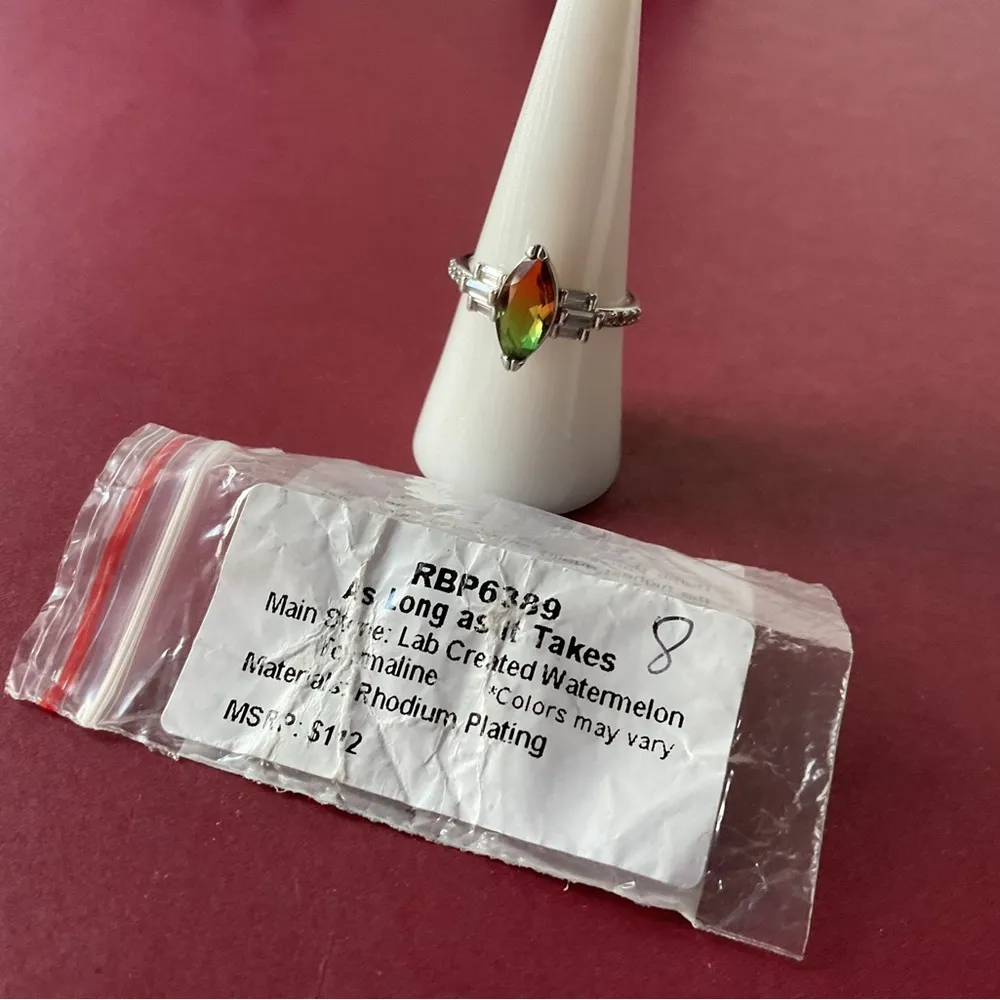 RBP6389
As Long as it Takes
8
Main Stone: Lab Created Watermelon
Tourmaline *Colors may vary
Materials: Rhodium Plating
MSRP: